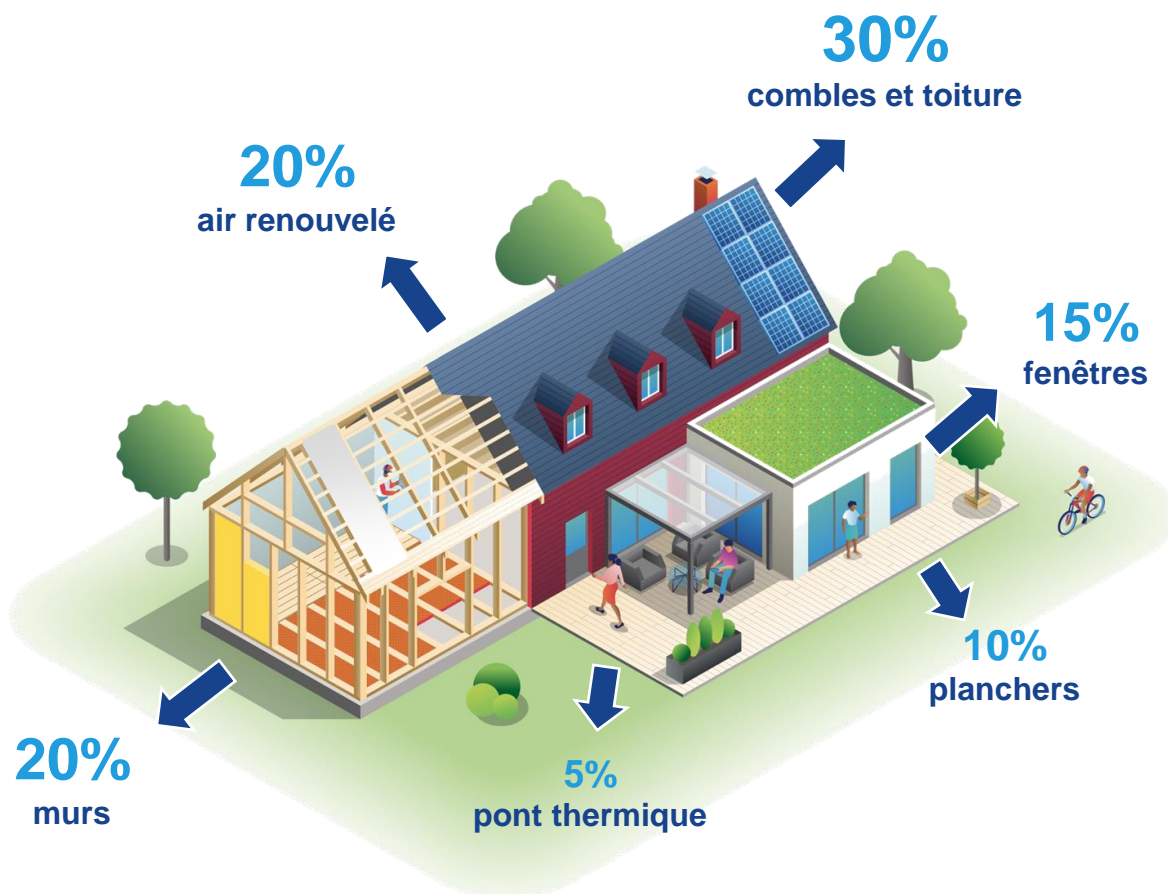 30%
combles et toiture
20%
air renouvelé
15%
fenêtres
10%
planchers
20%
murs
5%
pont thermique